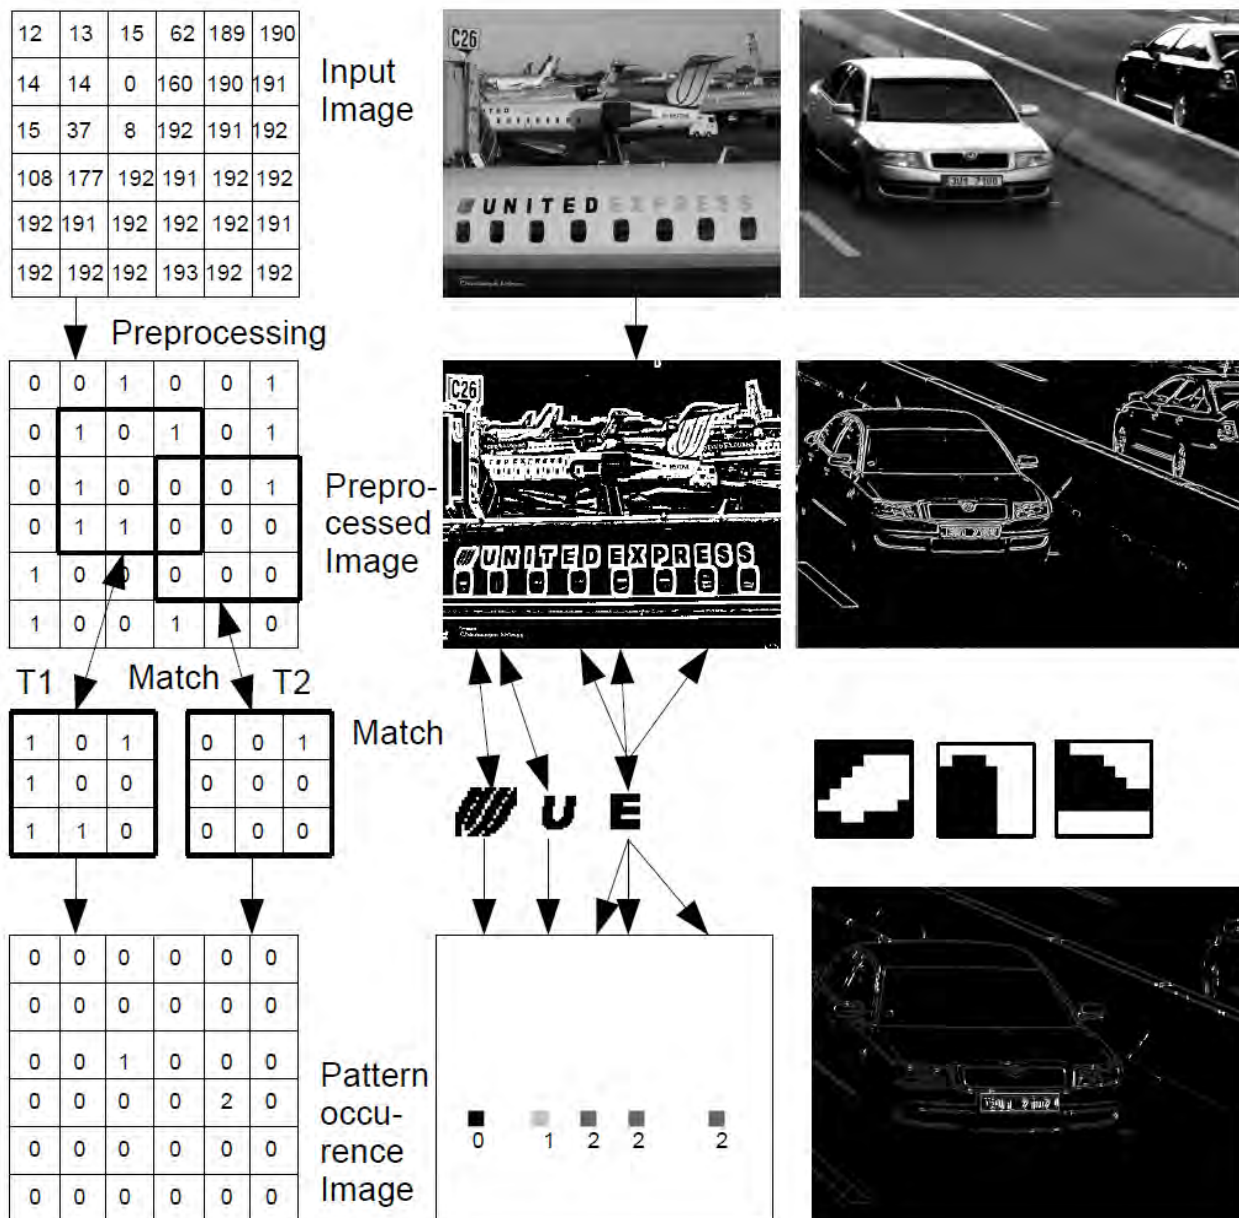 12 13 15 62 189 190
14 14 0 160 190 191
15 37 8 192 191 192
108 177 192 191 192 192
192 191 192 192 192 191
192 192 192 193 192 192
Input
Image
C26
UNITED EXPRESS
Preprocessing
0 0 1 0 0 1
0 1 0 1 0 1
0 1 0 0 0 1
0 1 1 0 0 0
1 0 0 0 0 0
1 0 0 1 0
Prepro-
cessed
Image
C26
UNITED EXPRESS
T1 Match T2
Match
1 0 1
1 0 0
1 1 0
0 0 1
0 0 0
0 0 0
U E
0 0 0 0 0 0
0 0 0 0 0 0
0 0 1 0 0 0
0 0 0 0 2 0
0 0 0 0 0 0
0 0 0 0 0 0
Pattern
occu-
rence
Image
0 1 2 2 2